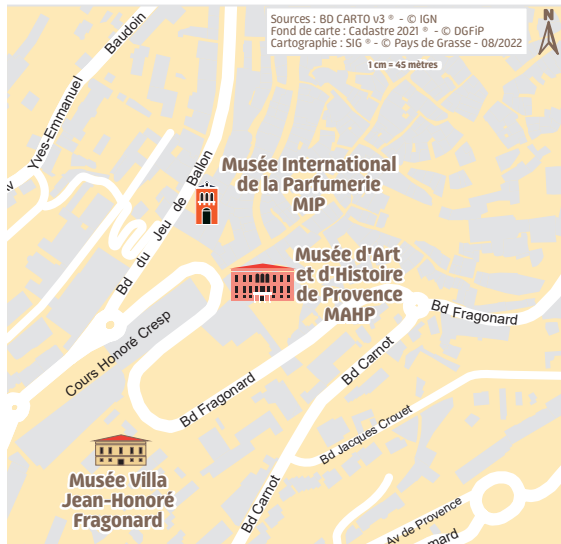 Sources : BD CARTO v3 ® - © IGN
Fond de carte : Cadastre 2021 ® - © DGFiP
Cartographie : SIG ® - © Pays de Grasse - 08/2022
N
1 cm = 45 mètres
Yves-Emmanuel Baudoin
Av
Musée International
de la Parfumerie
MIP
Bd du Jeu de Ballon
Musée d'Art
et d'Histoire
de Provence
MAHP
Bd Fragonard
Cours Honoré Cresp
Bd Carnot
Bd Fragonard
Bd Jacques Crouet
Musée Villa
Jean-Honoré
Fragonard
Bd Carnot
Av de Provence
nard